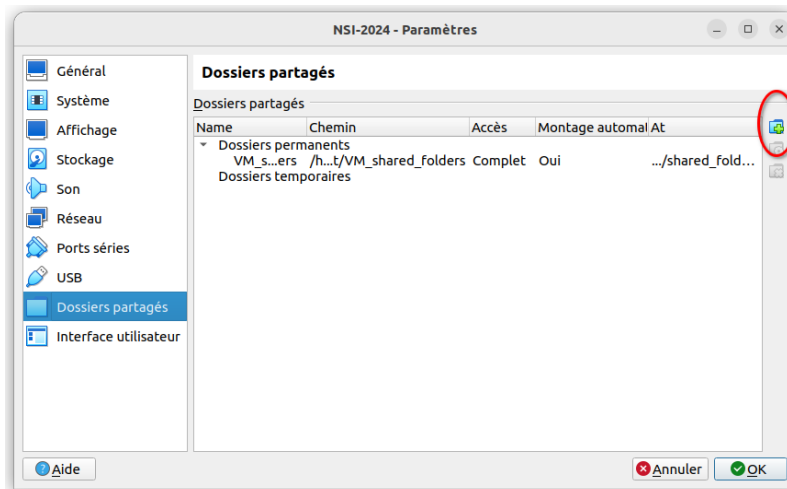 NSI-2024 - Paramètres
Général
Système
Affichage
Stockage
Son
Réseau
Ports séries
USB
Dossiers partagés
Interface utilisateur
Dossiers partagés
Dossiers partagés
Name Chemin Accès Montage automat At
Dossiers permanents
VM_s...ers /h...t/VM_shared_folders Complet Oui .../shared_fold...
Dossiers temporaires
Aide
Annuler
OK